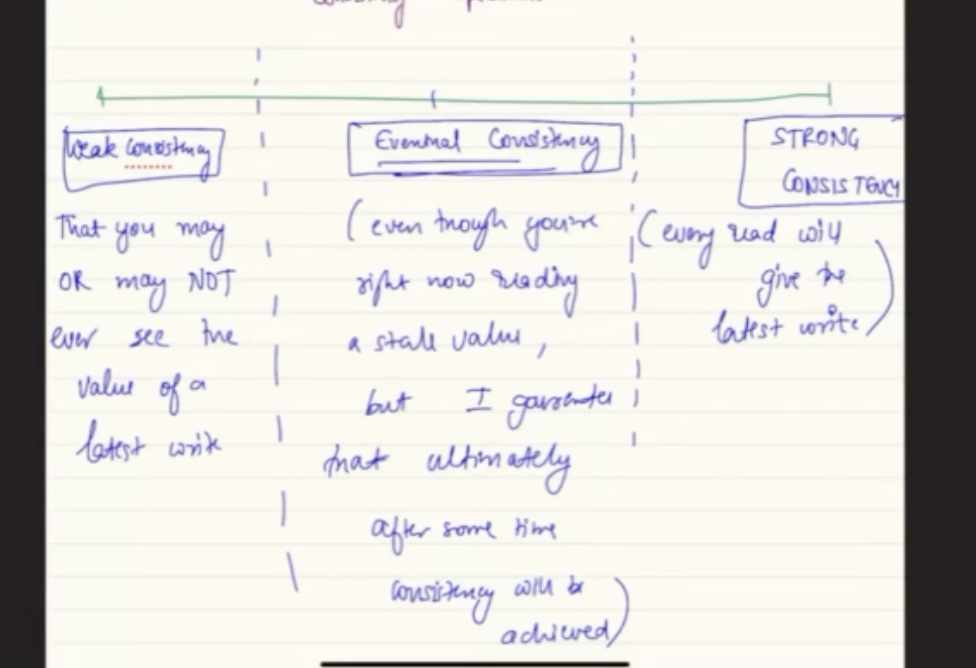 Weak Consistency
That you may
OR may NOT
ever see the
value of a
latest write
Eventual Consistency
(even though you're
right now reading
a stale value,
but I guarantee
that ultimately
after some time
consistency will be
achieved)
STRONG
CONSISTENCY
(every read will
give the
latest write)